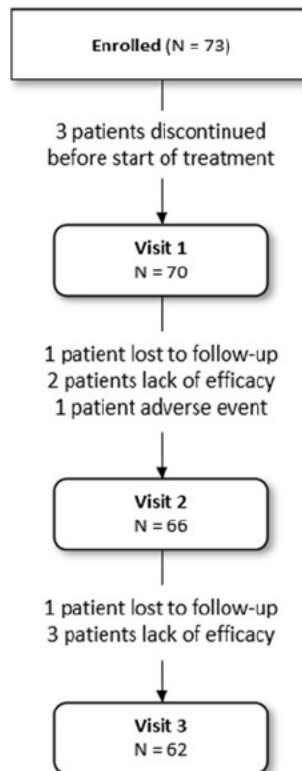 Enrolled (N = 73)
3 patients discontinued
before start of treatment
Visit 1
N = 70
1 patient lost to follow-up
2 patients lack of efficacy
1 patient adverse event
Visit 2
N = 66
1 patient lost to follow-up
3 patients lack of efficacy
Visit 3
N = 62